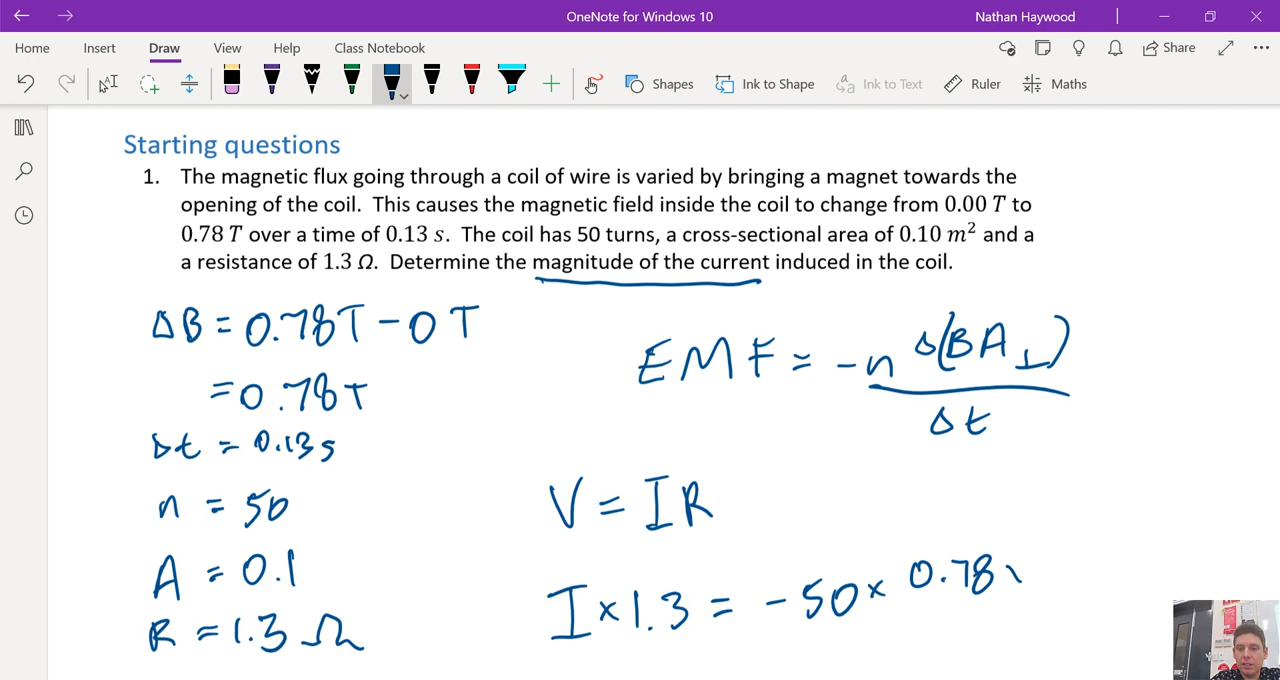 OneNote for Windows 10
Nathan Haywood
Home Insert Draw View Help Class Notebook
Share
Shapes Ink to Shape Ink to Text Ruler Maths
Starting questions
1. The magnetic flux going through a coil of wire is varied by bringing a magnet towards the
opening of the coil. This causes the magnetic field inside the coil to change from 0.00 T to
0.78 T over a time of 0.13 s. The coil has 50 turns, a cross-sectional area of 0.10 m² and a
a resistance of 1.3 Ω. Determine the magnitude of the current induced in the coil.
ΔB = 0.78T - 0 T
= 0.78T
Δt = 0.13s
n = 50
A = 0.1
R = 1.3 Ω
EMF = -n Δ(BA⊥)
Δt
V = IR
I × 1.3 = -50 × 0.78